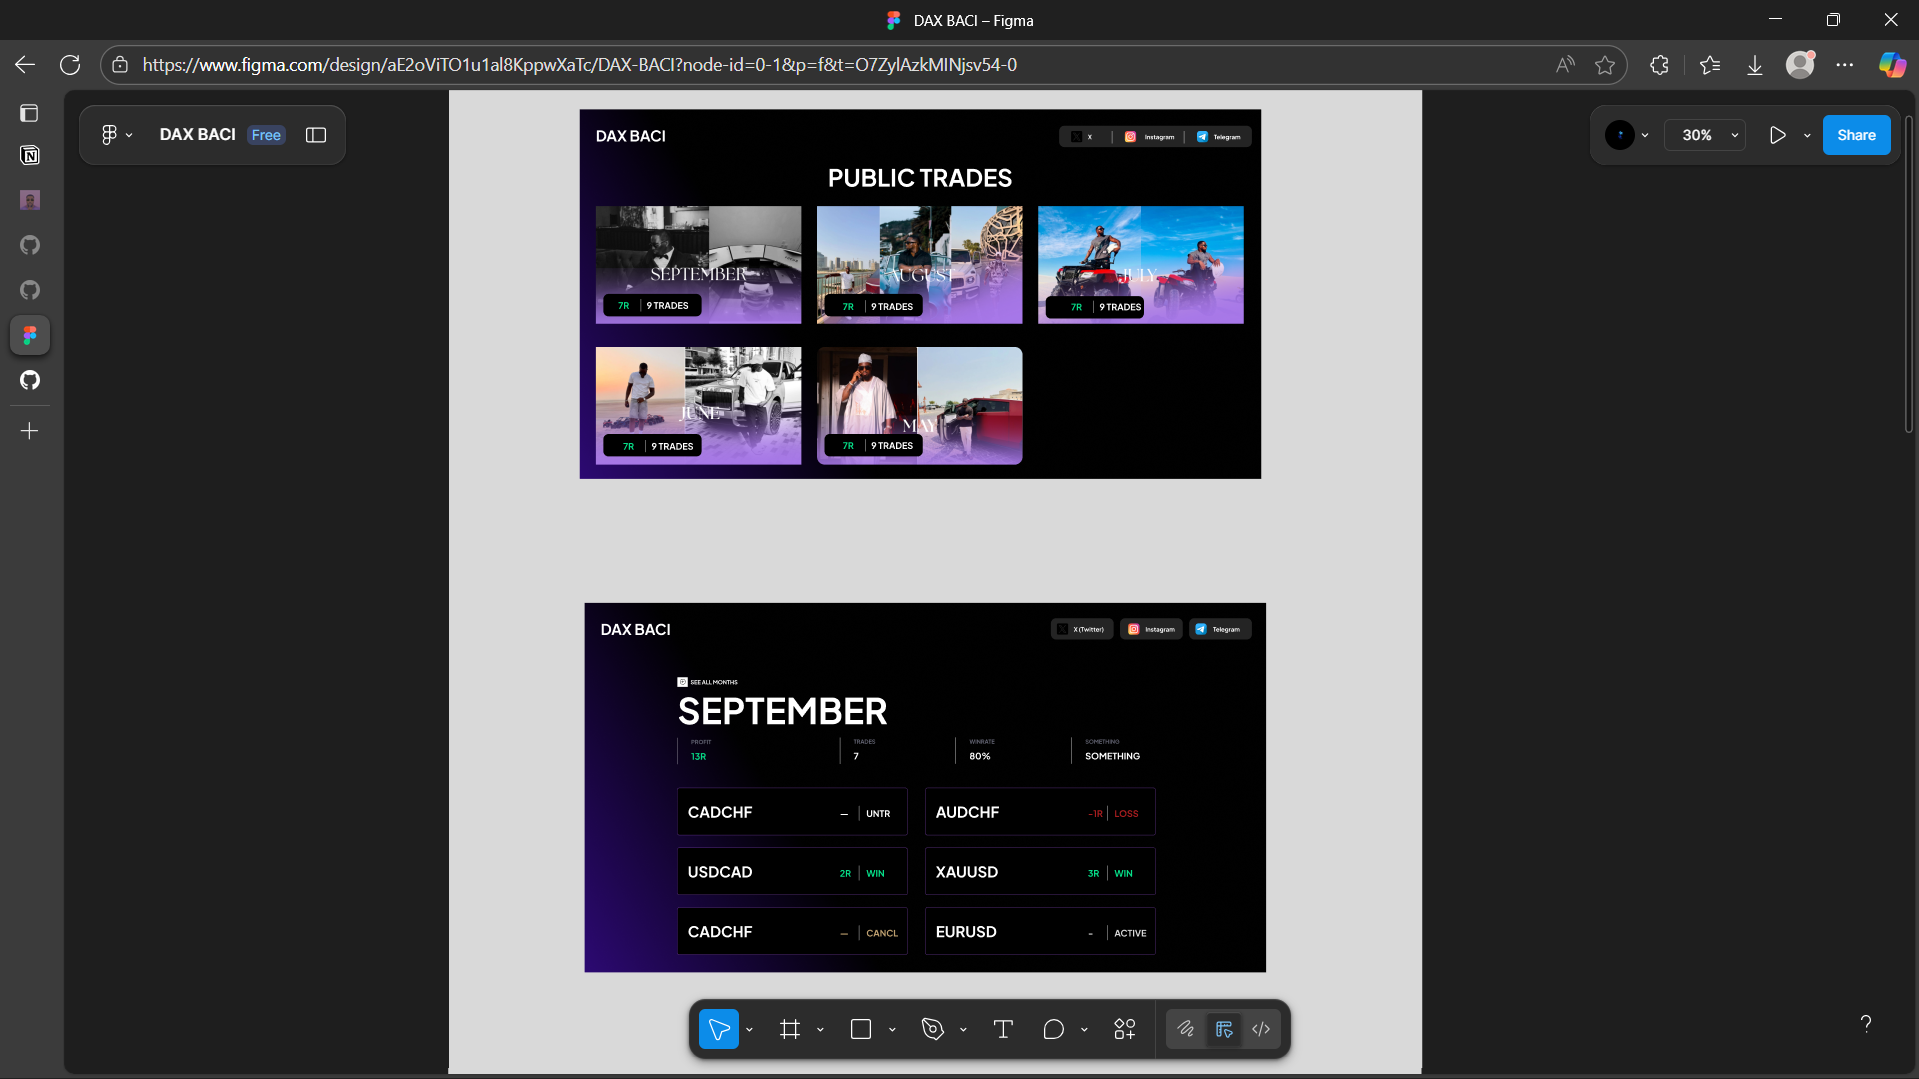 DAX BACI – Figma
https://www.figma.com/design/aE2oViTO1u1al8KppwXaTc/DAX-BACI?node-id=0-1&p=f&t=O7ZylAzkMINjsv54-0
DAX BACI Free
30%
Share
DAX BACI
X
Instagram
Telegram
PUBLIC TRADES
SEPTEMBER
7R 9 TRADES
AUGUST
7R 9 TRADES
JULY
7R 9 TRADES
JUNE
7R 9 TRADES
MAY
7R 9 TRADES
DAX BACI
X (Twitter)
Instagram
Telegram
SEE ALL MONTHS
SEPTEMBER
PROFIT
13R
TRADES
7
WINRATE
80%
SOMETHING
SOMETHING
CADCHF – UNTR
AUDCHF -1R LOSS
USDCAD 2R WIN
XAUUSD 3R WIN
CADCHF – CANCL
EURUSD - ACTIVE